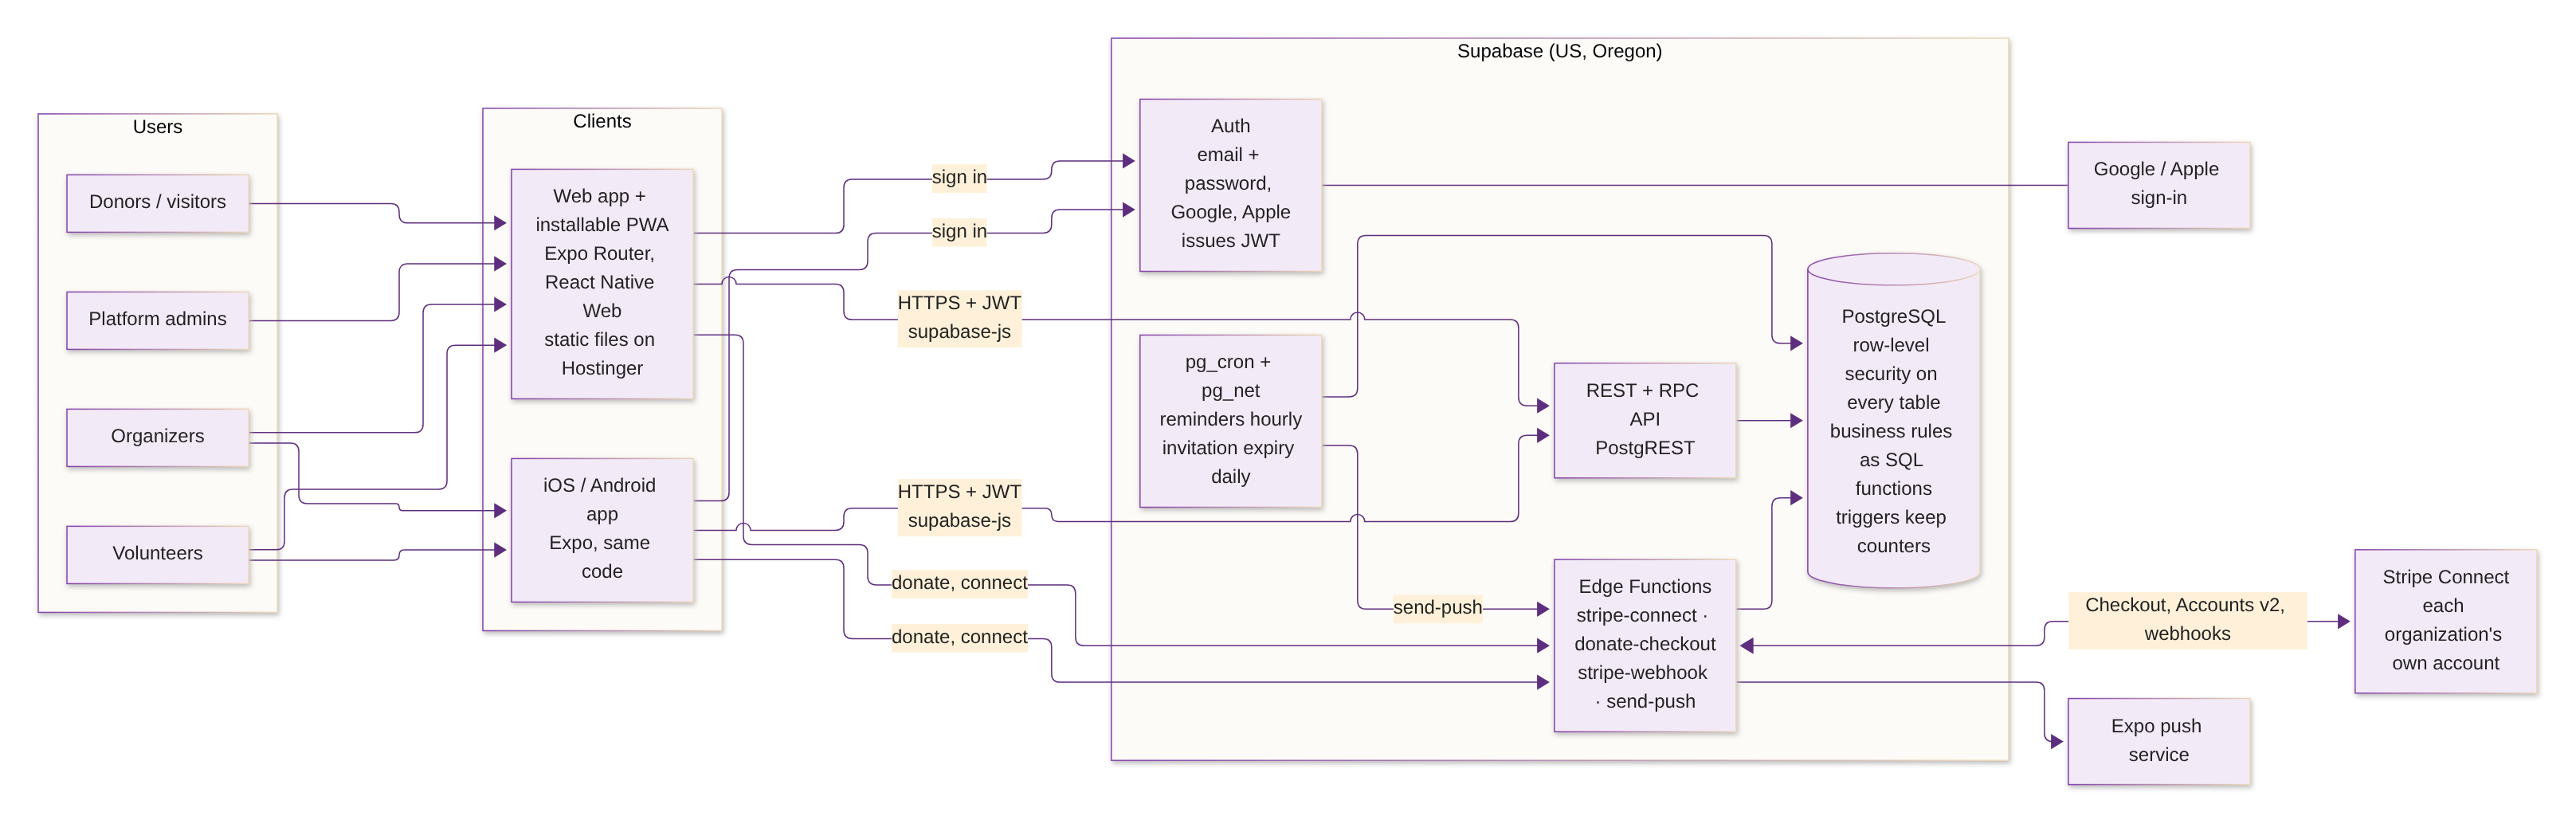 Users
Donors / visitors
Platform admins
Organizers
Volunteers
Clients
Web app +
installable PWA
Expo Router,
React Native
Web
static files on
Hostinger
iOS / Android
app
Expo, same
code
sign in
sign in
HTTPS + JWT
supabase-js
HTTPS + JWT
supabase-js
donate, connect
donate, connect
Supabase (US, Oregon)
Auth
email +
password,
Google, Apple
issues JWT
pg_cron +
pg_net
reminders hourly
invitation expiry
daily
send-push
REST + RPC
API
PostgREST
Edge Functions
stripe-connect ·
donate-checkout
stripe-webhook
· send-push
PostgreSQL
row-level
security on
every table
business rules
as SQL
functions
triggers keep
counters
Google / Apple
sign-in
Checkout, Accounts v2,
webhooks
Expo push
service
Stripe Connect
each
organization's
own account